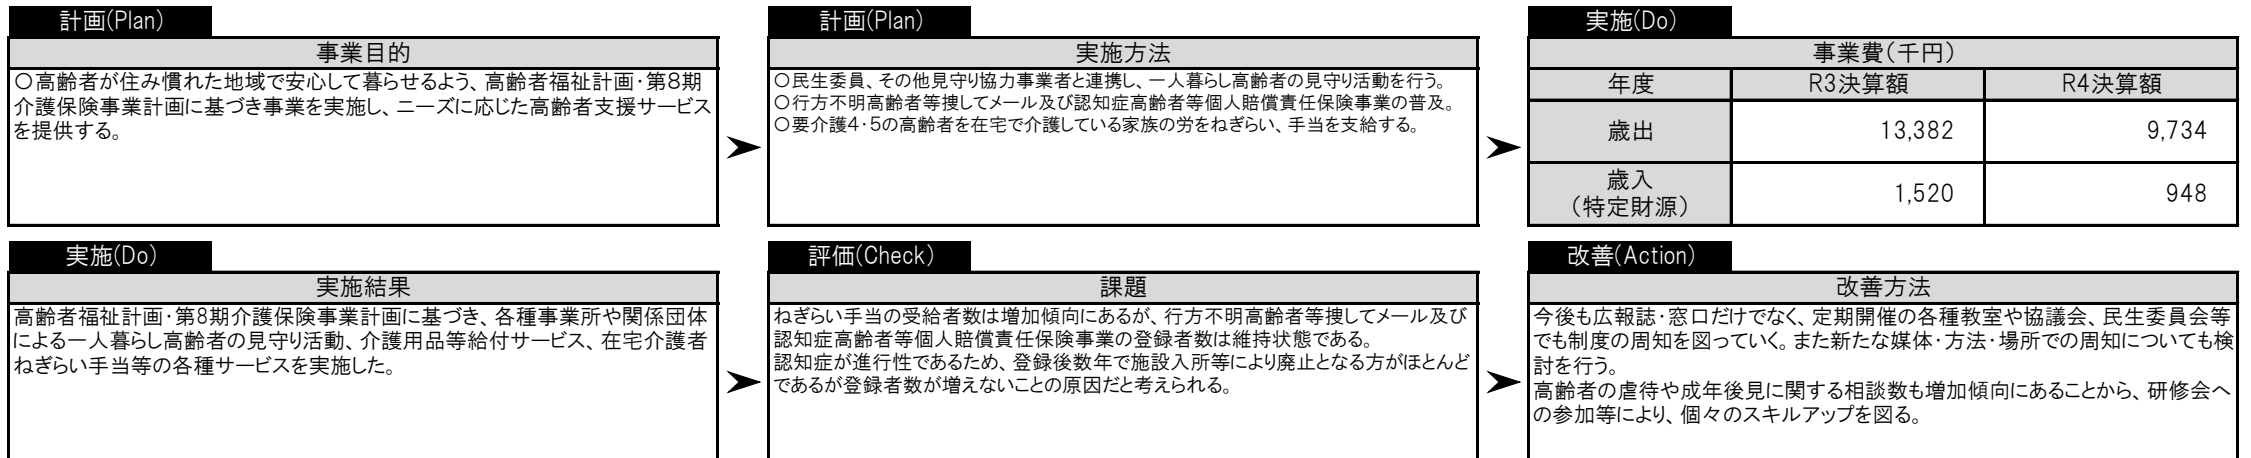 計画(Plan)
事業目的
○高齢者が住み慣れた地域で安心して暮らせるよう、高齢者福祉計画・第8期
介護保険事業計画に基づき事業を実施し、ニーズに応じた高齢者支援サービス
を提供する。
計画(Plan)
実施方法
○民生委員、その他見守り協力事業者と連携し、一人暮らし高齢者の見守り活動を行う。
○行方不明高齢者等捜してメール及び認知症高齢者等個人賠償責任保険事業の普及。
○要介護4・5の高齢者を在宅で介護している家族の労をねぎらい、手当を支給する。
実施(Do)
事業費(千円)
年度 R3決算額 R4決算額
歳出 13,382 9,734
歳入
(特定財源) 1,520 948
実施(Do)
実施結果
高齢者福祉計画・第8期介護保険事業計画に基づき、各種事業所や関係団体
による一人暮らし高齢者の見守り活動、介護用品等給付サービス、在宅介護者
ねぎらい手当等の各種サービスを実施した。
評価(Check)
課題
ねぎらい手当の受給者数は増加傾向にあるが、行方不明高齢者等捜してメール及び
認知症高齢者等個人賠償責任保険事業の登録者数は維持状態である。
認知症が進行性であるため、登録後数年で施設入所等により廃止となる方がほとんど
であるが登録者数が増えないことの原因だと考えられる。
改善(Action)
改善方法
今後も広報誌・窓口だけでなく、定期開催の各種教室や協議会、民生委員会等
でも制度の周知を図っていく。また新たな媒体・方法・場所での周知についても検
討を行う。
高齢者の虐待や成年後見に関する相談数も増加傾向にあることから、研修会へ
の参加等により、個々のスキルアップを図る。